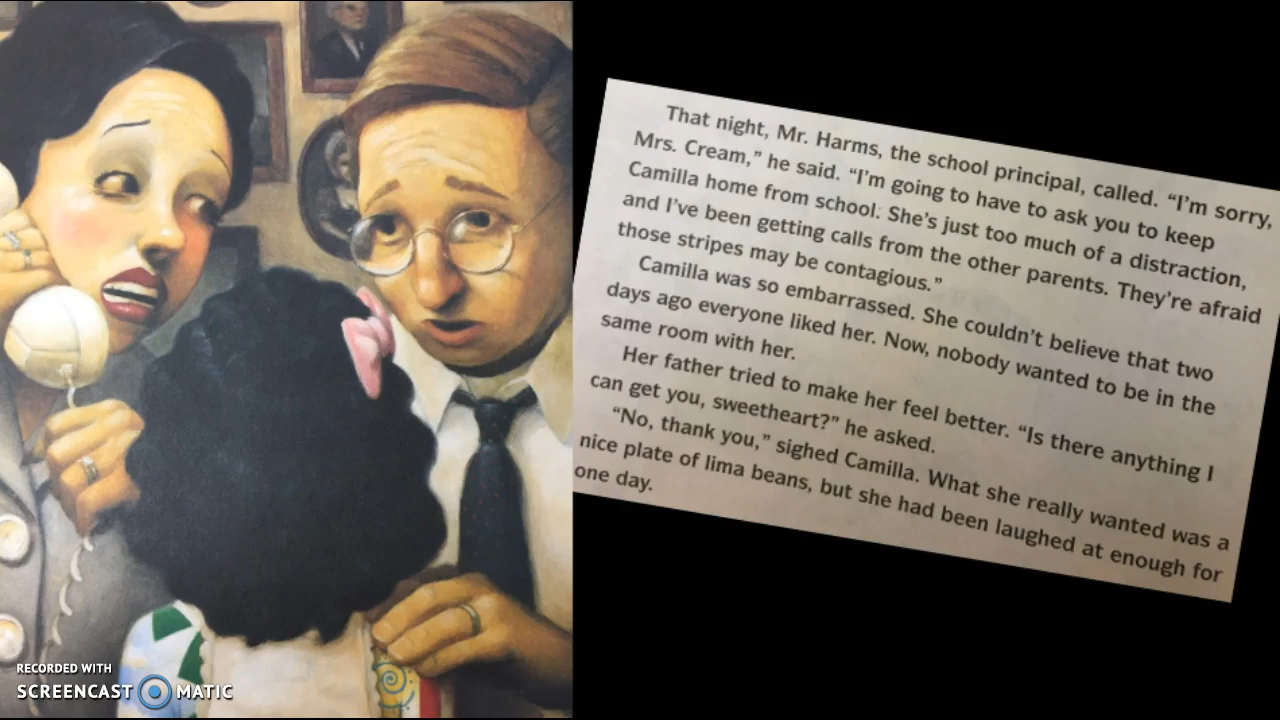 That night, Mr. Harms, the school principal, called. “I’m sorry,
Mrs. Cream,” he said. “I’m going to have to ask you to keep
Camilla home from school. She’s just too much of a distraction,
and I’ve been getting calls from the other parents. They’re afraid
those stripes may be contagious.”
Camilla was so embarrassed. She couldn’t believe that two
days ago everyone liked her. Now, nobody wanted to be in the
same room with her.
Her father tried to make her feel better. “Is there anything I
can get you, sweetheart?” he asked.
“No, thank you,” sighed Camilla. What she really wanted was a
nice plate of lima beans, but she had been laughed at enough for
one day.
RECORDED WITH
SCREENCAST MATIC